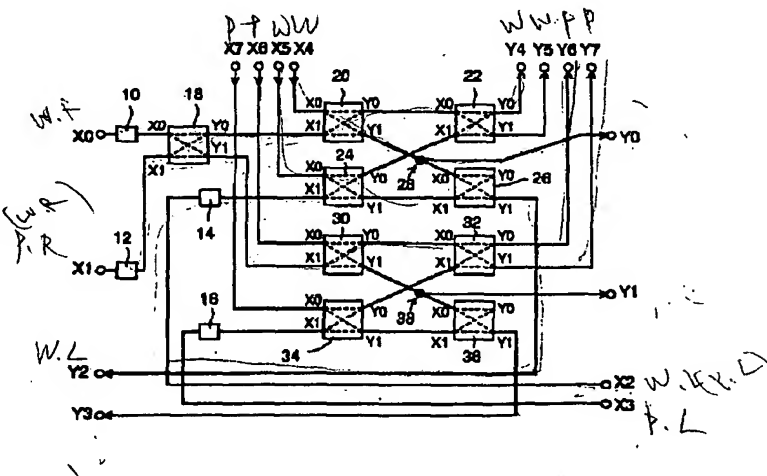 P P W W W W P P
X7 X6 X5 X4 Y4 Y5 Y6 Y7
20 22
10 18
X0 X0 Y0 X0 Y0 X0 Y0
X1 Y1 X1 Y1 X1 Y1 Y0
24 28 X0 Y0 26
X0 Y0
14 X1 Y1 X1 Y1
30 32
12 X0 Y0 X0 Y0
X1 X1 Y1 X1 Y1
P.R
16 X0 Y0 38 X0 Y0 Y1
X1 Y1 X1 Y1
34 36
W.L
Y2 X2
Y3 X3
P.L